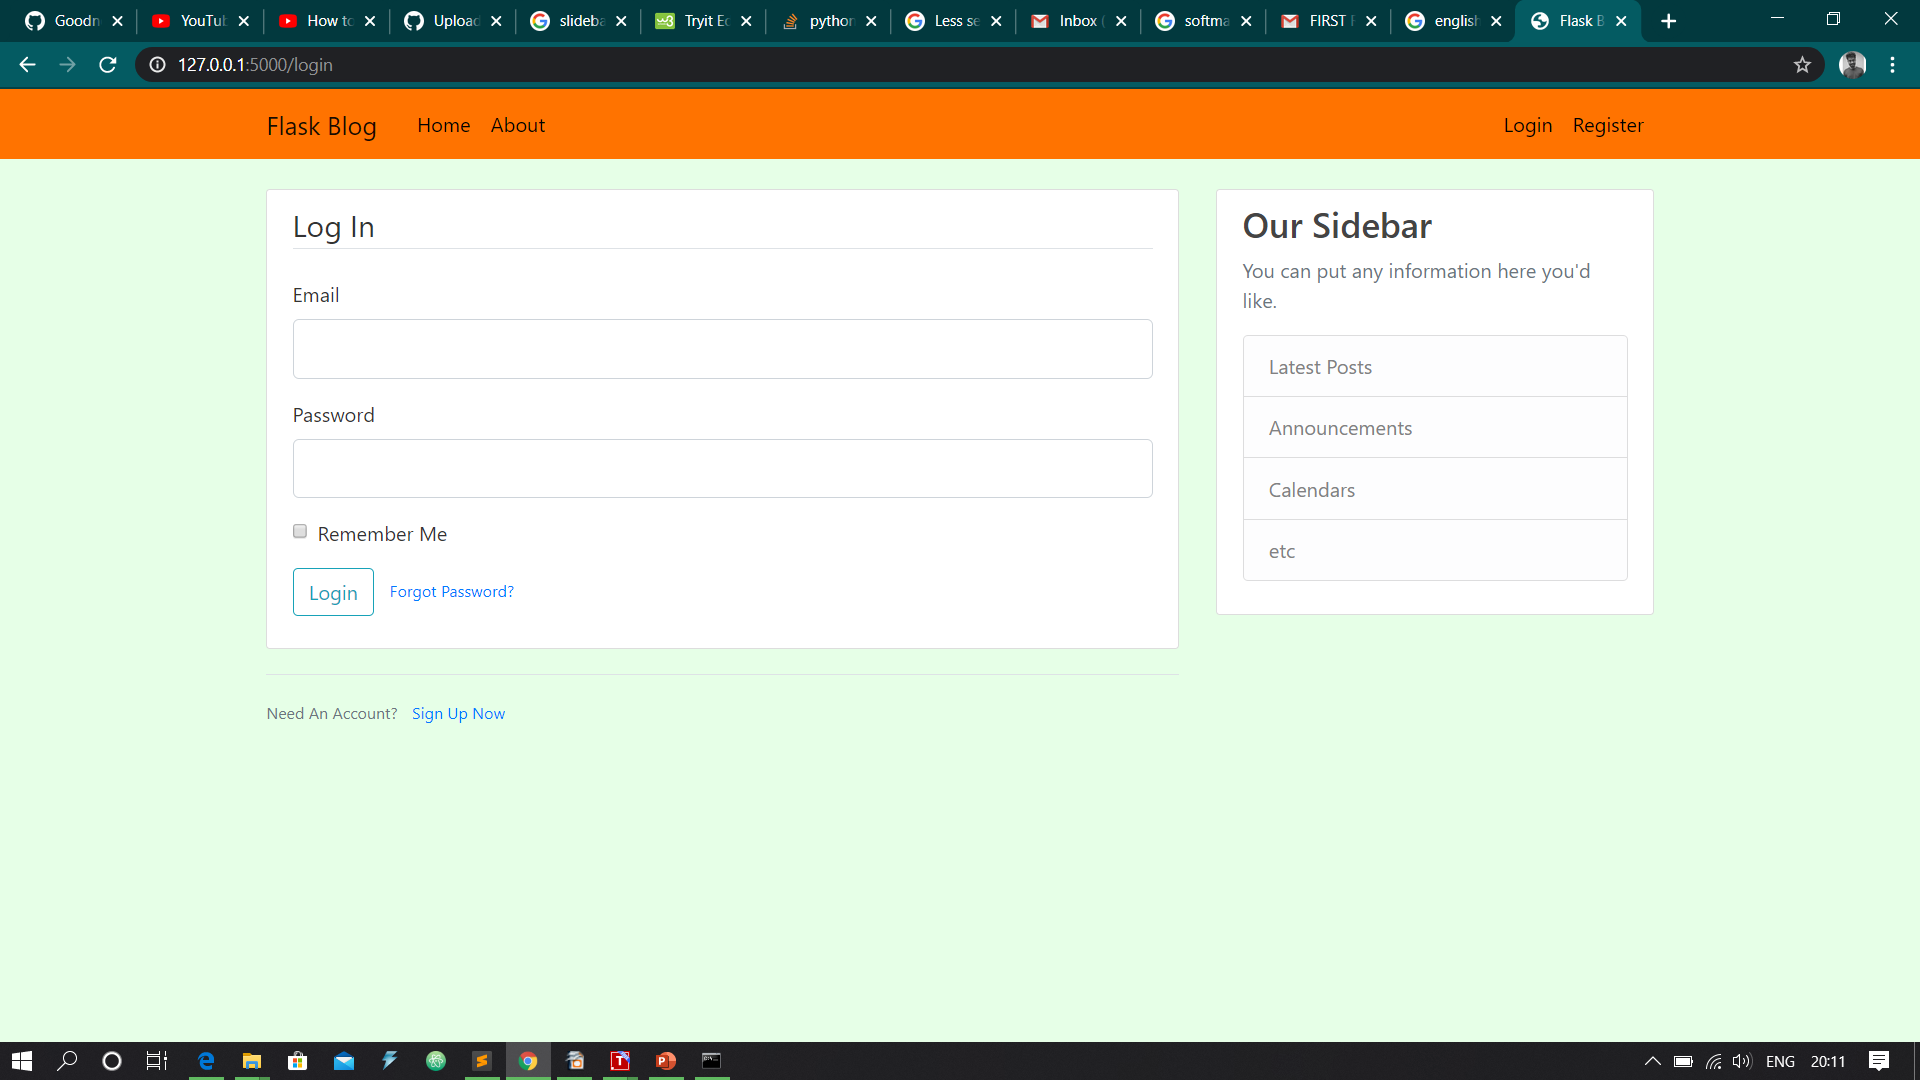 Goodn
YouTub
How to
Upload
slideba
Tryit Ed
python
Less se
Inbox (
softma
FIRST
english
Flask B
127.0.0.1:5000/login
Flask Blog
Home
About
Login
Register
Log In
Email
Password
Remember Me
Login
Forgot Password?
Need An Account? Sign Up Now
Our Sidebar
You can put any information here you'd
like.
Latest Posts
Announcements
Calendars
etc
ENG
20:11